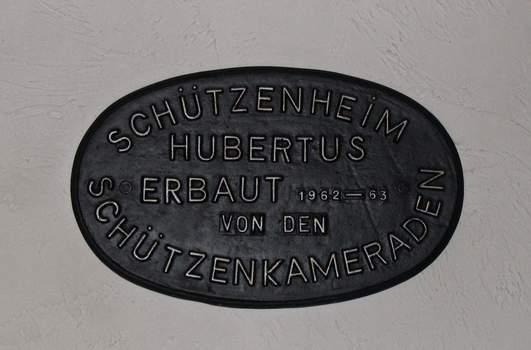 SCHÜTZENHEIM
HUBERTUS
ERBAUT 1962—63
VON DEN
SCHÜTZENKAMERADEN